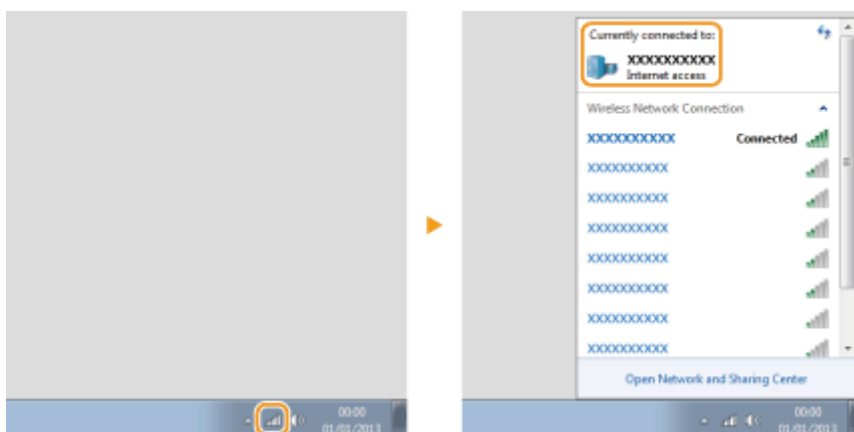 00:00
01/01/2013
Currently connected to:
XXXXXXXXXX
Internet access
Wireless Network Connection
XXXXXXXXXX Connected
XXXXXXXXXX
XXXXXXXXXX
XXXXXXXXXX
XXXXXXXXXX
XXXXXXXXXX
XXXXXXXXXX
XXXXXXXXXX
Open Network and Sharing Center
00:00
01/01/2013